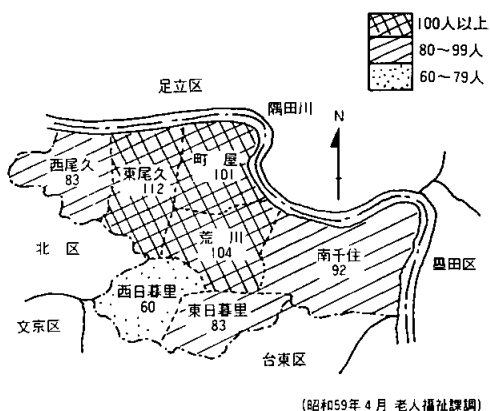 100人以上
80～99人
60～79人
足立区
隅田川
N
西尾久
83
東尾久
112
町屋
101
北区
荒川
104
南千住
92
墨田区
西日暮里
60
東日暮里
83
文京区
台東区
(昭和59年4月 老人福祉課調)